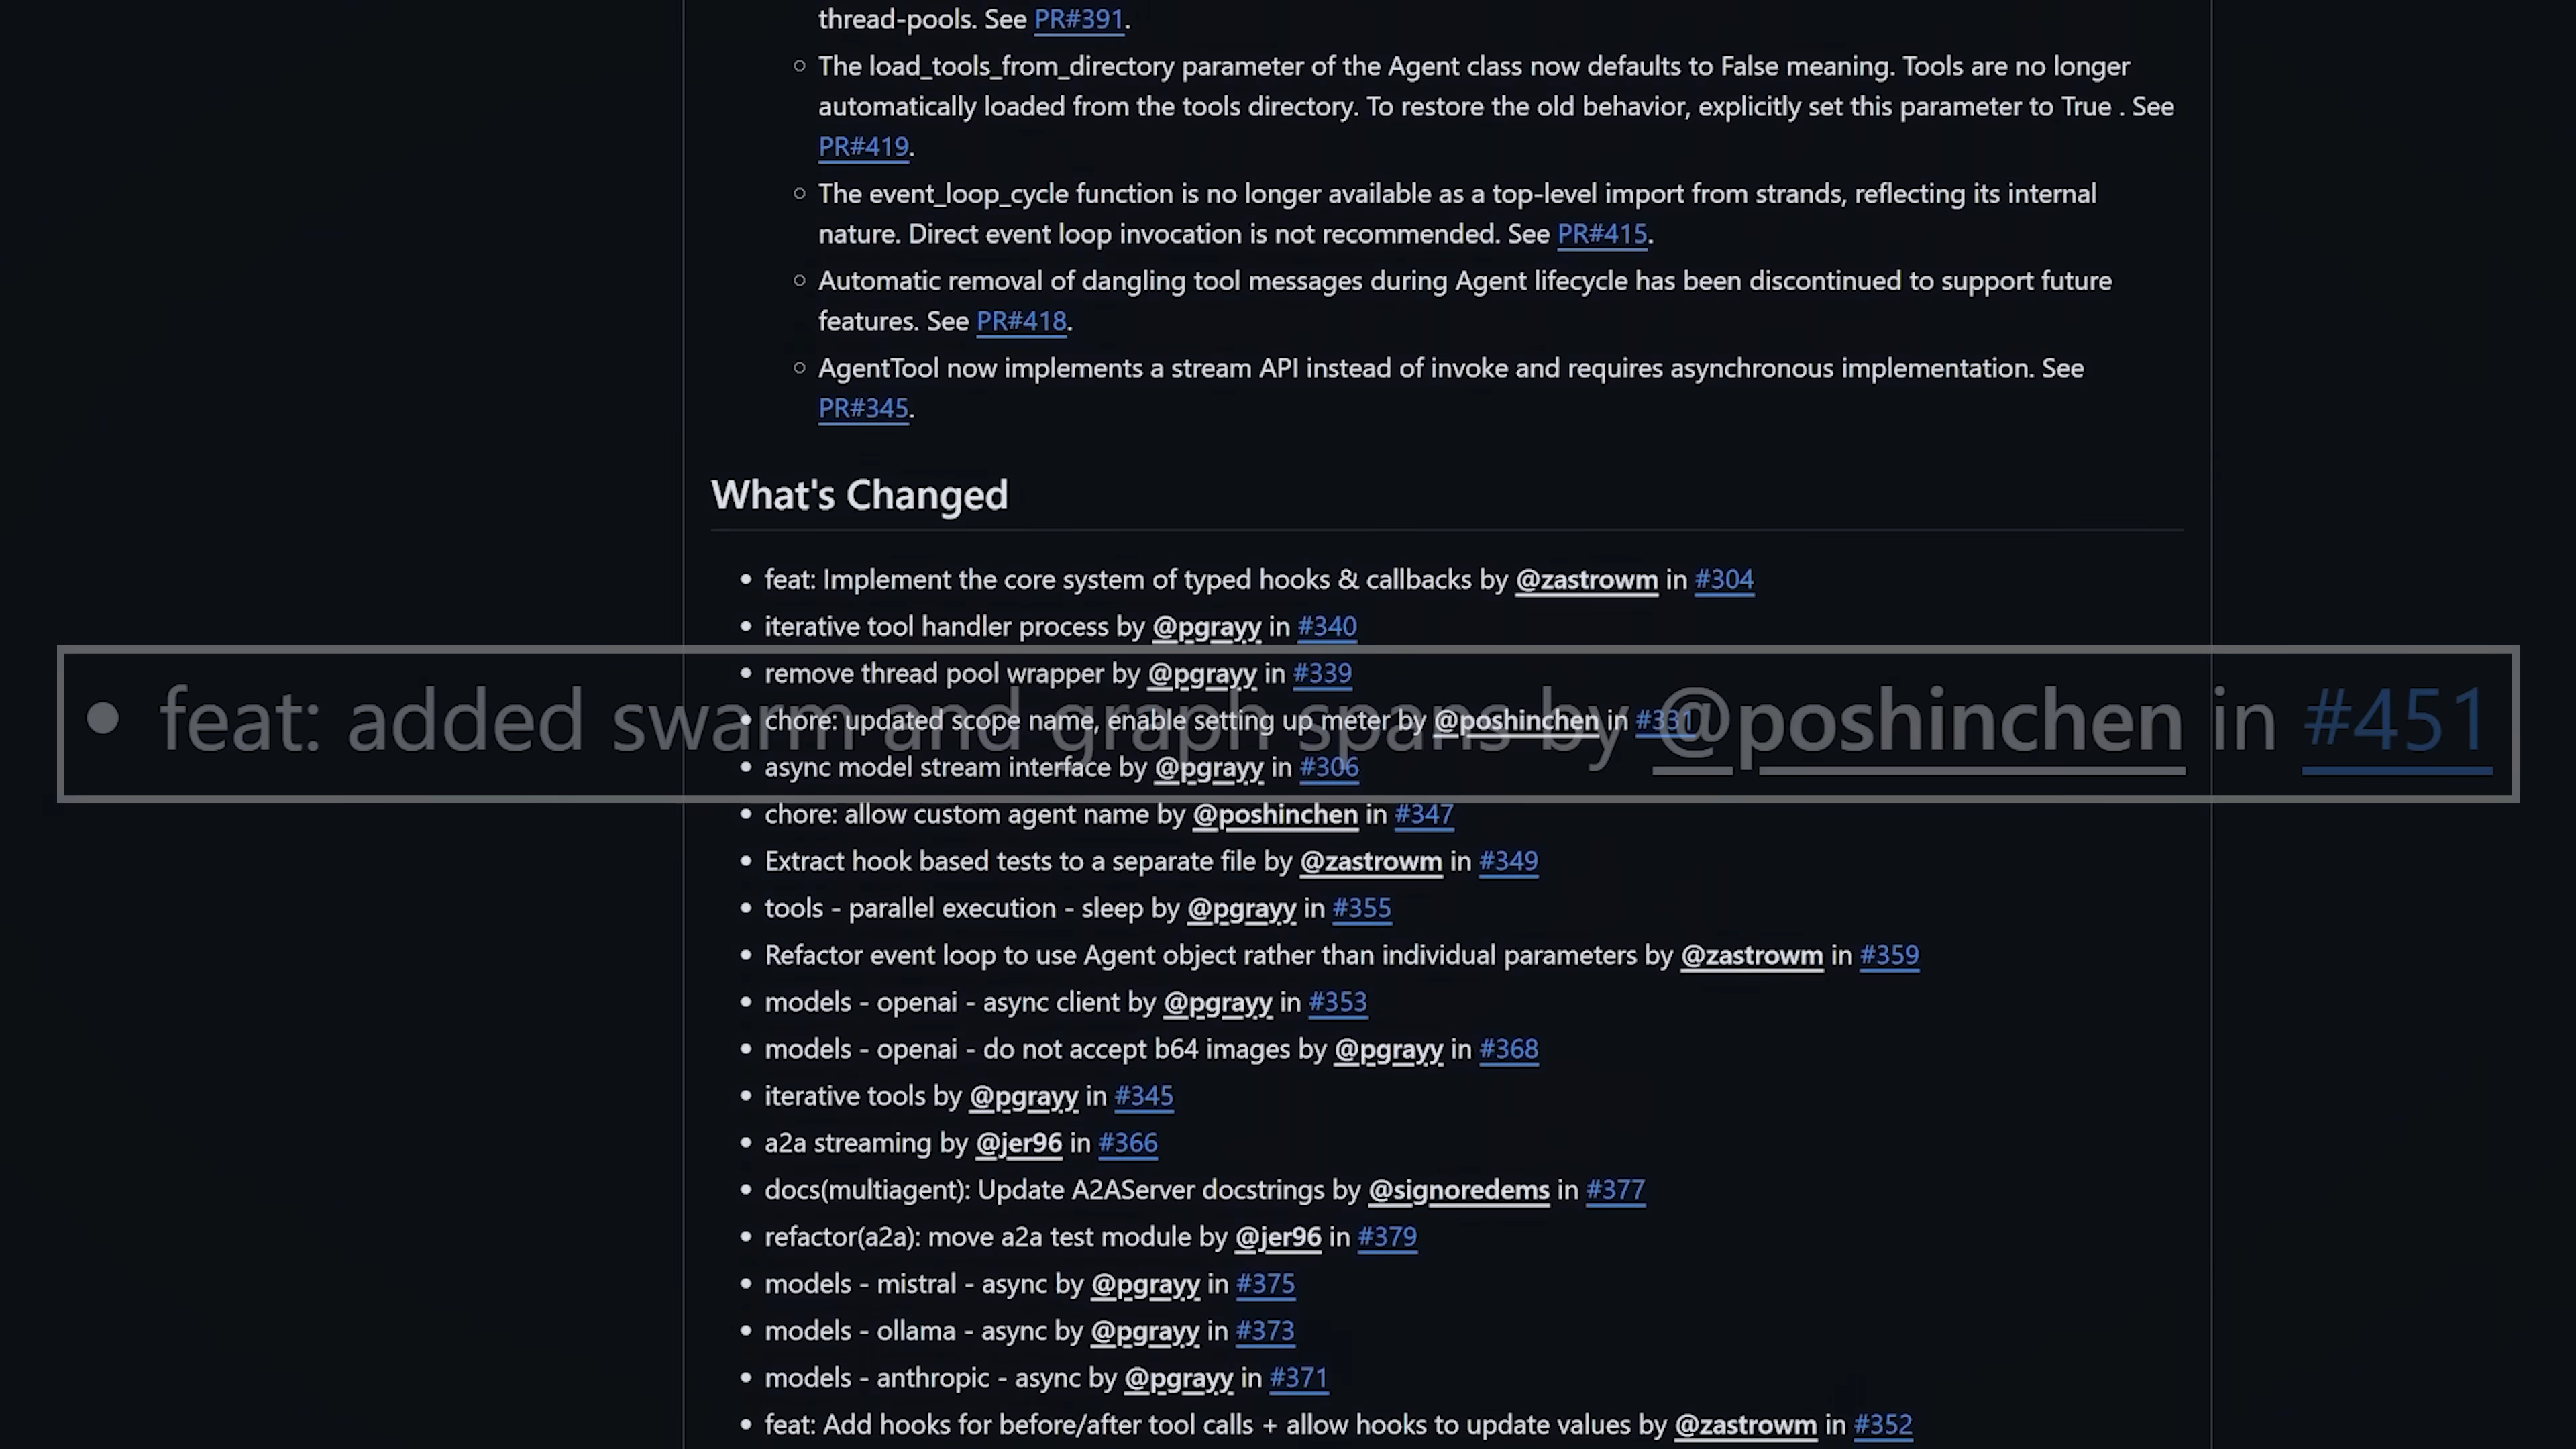 thread-pools. See PR#391.
○ The load_tools_from_directory parameter of the Agent class now defaults to False meaning. Tools are no longer
automatically loaded from the tools directory. To restore the old behavior, explicitly set this parameter to True . See
PR#419.
○ The event_loop_cycle function is no longer available as a top-level import from strands, reflecting its internal
nature. Direct event loop invocation is not recommended. See PR#415.
○ Automatic removal of dangling tool messages during Agent lifecycle has been discontinued to support future
features. See PR#418.
○ AgentTool now implements a stream API instead of invoke and requires asynchronous implementation. See
PR#345.
What's Changed
• feat: Implement the core system of typed hooks & callbacks by @zastrowm in #304
• iterative tool handler process by @pgrayy in #340
• remove thread pool wrapper by @pgrayy in #339
• feat: added swarm and graph spans by @poshinchen in #451
• chore: updated scope name, enable setting up meter by @poshinchen in #331
• async model stream interface by @pgrayy in #306
• chore: allow custom agent name by @poshinchen in #347
• Extract hook based tests to a separate file by @zastrowm in #349
• tools - parallel execution - sleep by @pgrayy in #355
• Refactor event loop to use Agent object rather than individual parameters by @zastrowm in #359
• models - openai - async client by @pgrayy in #353
• models - openai - do not accept b64 images by @pgrayy in #368
• iterative tools by @pgrayy in #345
• a2a streaming by @jer96 in #366
• docs(multiagent): Update A2AServer docstrings by @signoredems in #377
• refactor(a2a): move a2a test module by @jer96 in #379
• models - mistral - async by @pgrayy in #375
• models - ollama - async by @pgrayy in #373
• models - anthropic - async by @pgrayy in #371
• feat: Add hooks for before/after tool calls + allow hooks to update values by @zastrowm in #352